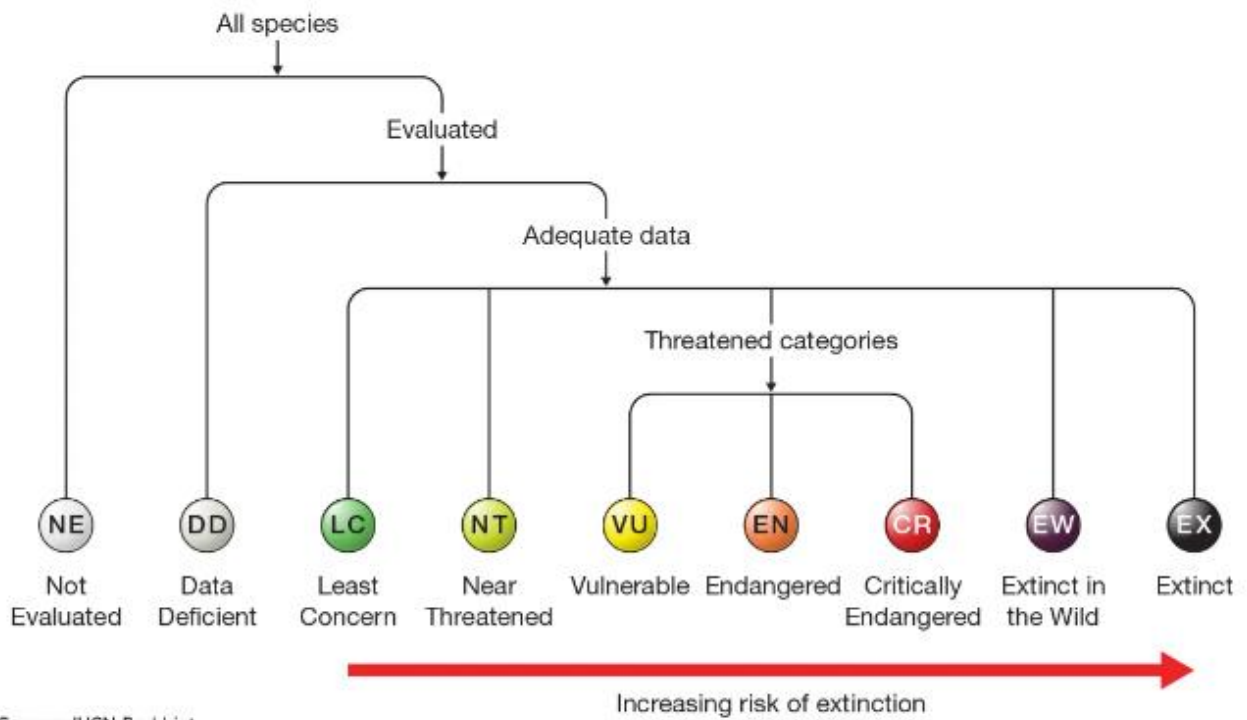 All species
Evaluated
Adequate data
Threatened categories
NE
DD
LC
NT
VU
EN
CR
EW
EX
Not
Evaluated
Data
Deficient
Least
Concern
Near
Threatened
Vulnerable
Endangered
Critically
Endangered
Extinct in
the Wild
Extinct
Increasing risk of extinction